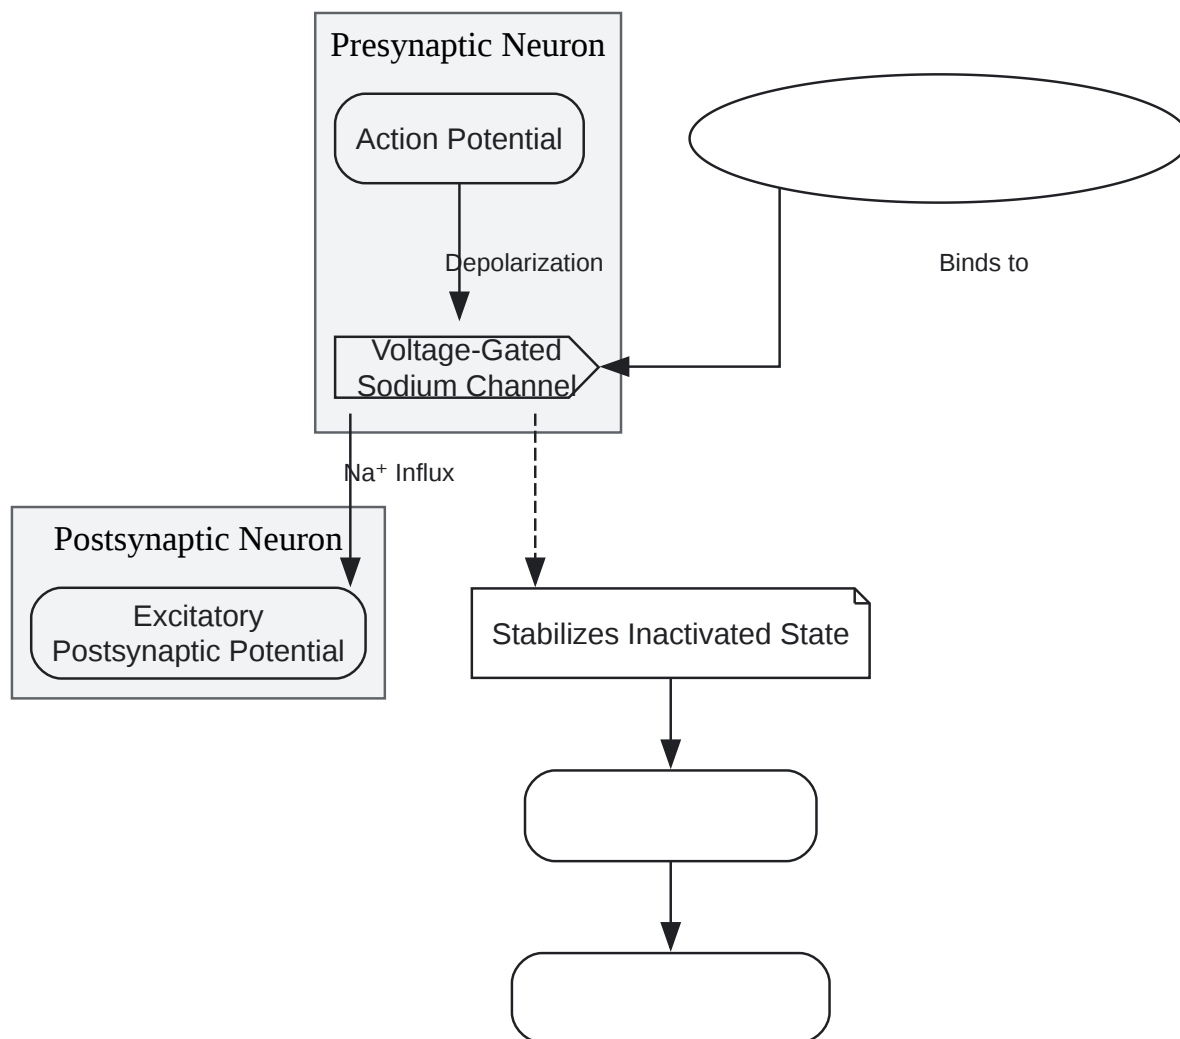 Presynaptic Neuron
Action Potential
Depolarization
Binds to
Voltage-Gated
Sodium Channel
Na⁺ Influx
Postsynaptic Neuron
Excitatory
Postsynaptic Potential
Stabilizes Inactivated State